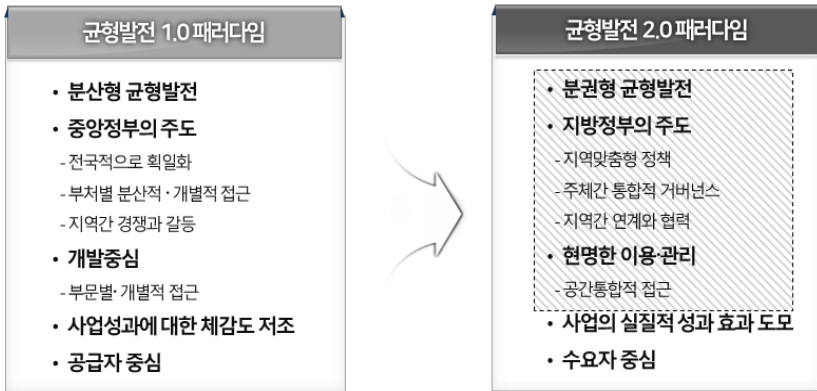 균형발전 1.0 패러다임
• 분산형 균형발전
• 중앙정부의 주도
- 전국적으로 획일화
- 부처별 분산적·개별적 접근
- 지역간 경쟁과 갈등
• 개발중심
- 부문별·개별적 접근
• 사업성과에 대한 체감도 저조
• 공급자 중심
균형발전 2.0 패러다임
• 분권형 균형발전
• 지방정부의 주도
- 지역맞춤형 정책
- 주체간 통합적 거버넌스
- 지역간 연계와 협력
• 현명한 이용·관리
- 공간통합적 접근
• 사업의 실질적 성과 효과 도모
• 수요자 중심